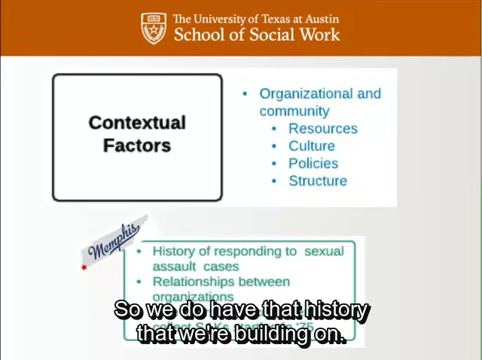 The University of Texas at Austin
School of Social Work
Contextual
Factors
• Organizational and
community
• Resources
• Culture
• Policies
• Structure
Memphis
• History of responding to sexual
assault cases
• Relationships between
organizations
So we do have that history
that we're building on.
'75